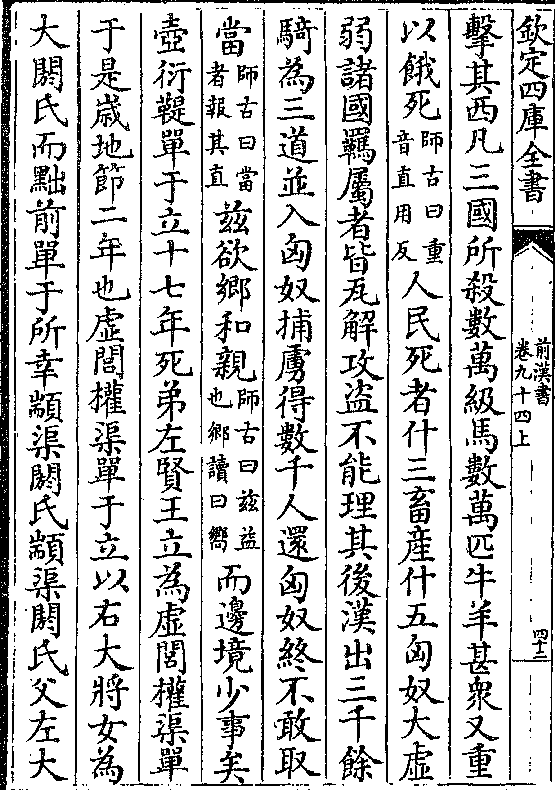 欽定四庫全書
前漢書
卷九十四上
四十二
擊其西凡三國所殺數萬級馬數萬匹牛羊甚衆又重
以餓死師古曰重音直用反人民死者什三畜產什五匈奴大虛
弱諸國羈屬者皆瓦解攻盗不能理其後漢出三千餘
騎為三道並入匈奴捕虜得數千人還匈奴終不敢取
當師古曰當者報其直兹欲鄉和親師古曰兹益也鄉讀曰嚮而邊境少事矣
壺衍鞮單于立十七年死弟左賢王立為虛閭權渠單
于是歲地節二年也虛閭權渠單于立以右大將女為
大閼氏而黜前單于所幸顓渠閼氏顓渠閼氏父左大